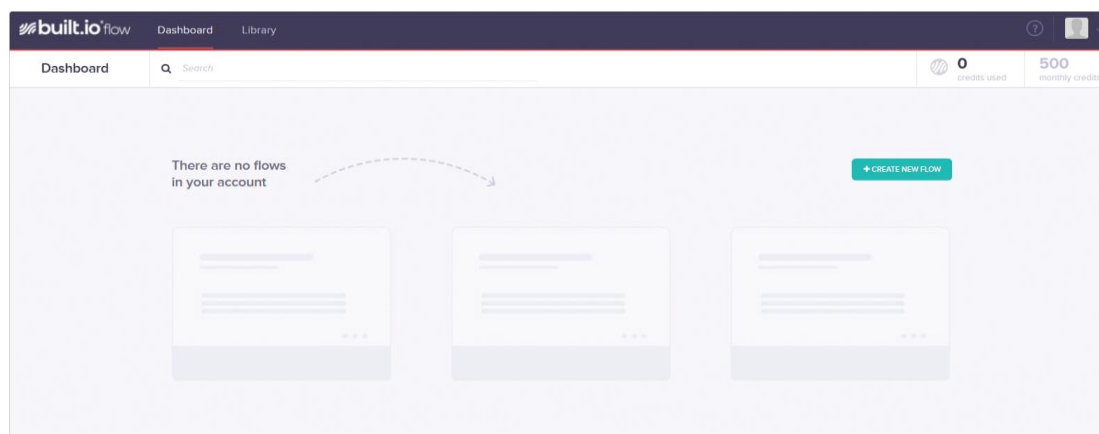 built.io flow Dashboard Library ?
Dashboard Search 0 500
credits used monthly credits
There are no flows
in your account
+ CREATE NEW FLOW